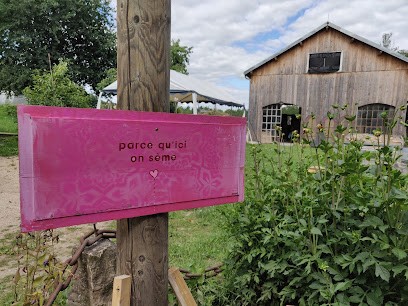 parce qu'ici
on sème